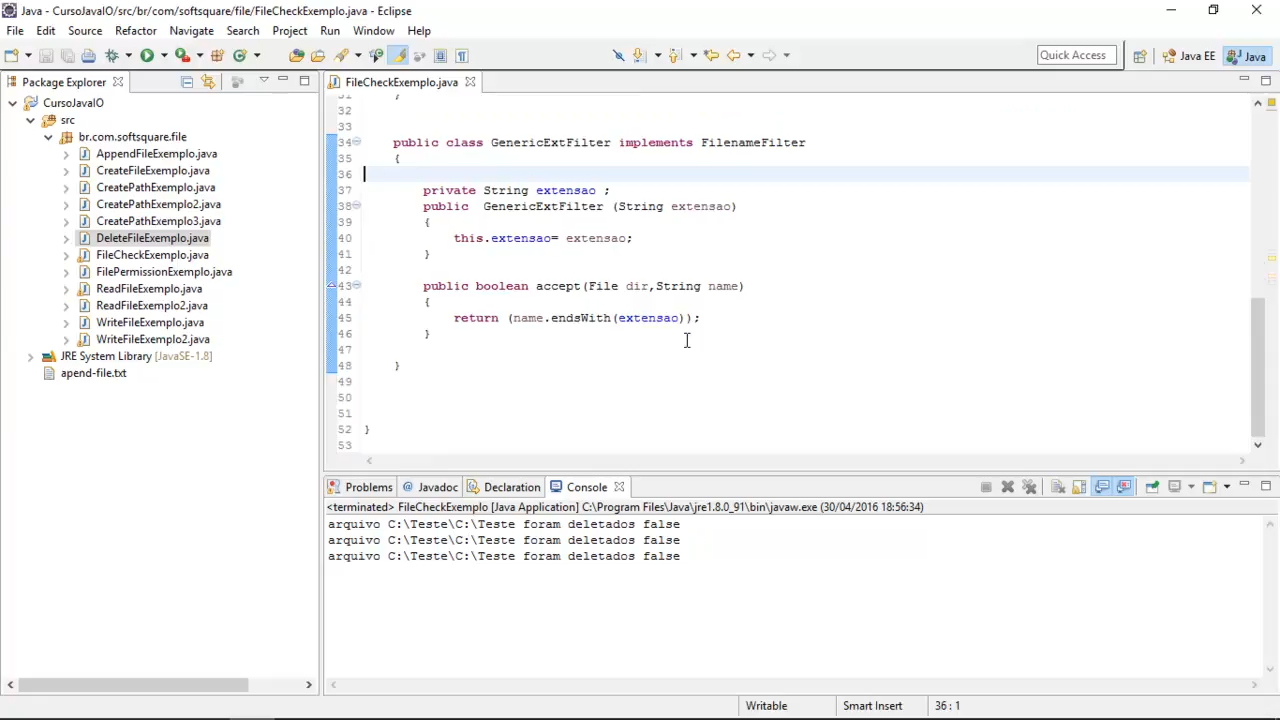 Java - CursoJavaIO/src/br/com/softsquare/file/FileCheckExemplo.java - Eclipse
File Edit Source Refactor Navigate Search Project Run Window Help
Quick Access Java EE Java
Package Explorer
FileCheckExemplo.java
CursoJavaIO
src
br.com.softsquare.file
AppendFileExemplo.java
CreateFileExemplo.java
CreatePathExemplo.java
CreatePathExemplo2.java
CreatePathExemplo3.java
DeleteFileExemplo.java
FileCheckExemplo.java
FilePermissionExemplo.java
ReadFileExemplo.java
ReadFileExemplo2.java
WriteFileExemplo.java
WriteFileExemplo2.java
JRE System Library [JavaSE-1.8]
apend-file.txt
31 }
32
33
34 public class GenericExtFilter implements FilenameFilter
35 {
36
37 private String extensao ;
38 public GenericExtFilter (String extensao)
39 {
40 this.extensao= extensao;
41 }
42
43 public boolean accept(File dir,String name)
44 {
45 return (name.endsWith(extensao));
46 }
47
48 }
49
50
51
52 }
53
Problems @ Javadoc Declaration Console
<terminated> FileCheckExemplo [Java Application] C:\Program Files\Java\jre1.8.0_91\bin\javaw.exe (30/04/2016 18:56:34)
arquivo C:\Teste\C:\Teste foram deletados false
arquivo C:\Teste\C:\Teste foram deletados false
arquivo C:\Teste\C:\Teste foram deletados false
Writable Smart Insert 36 : 1